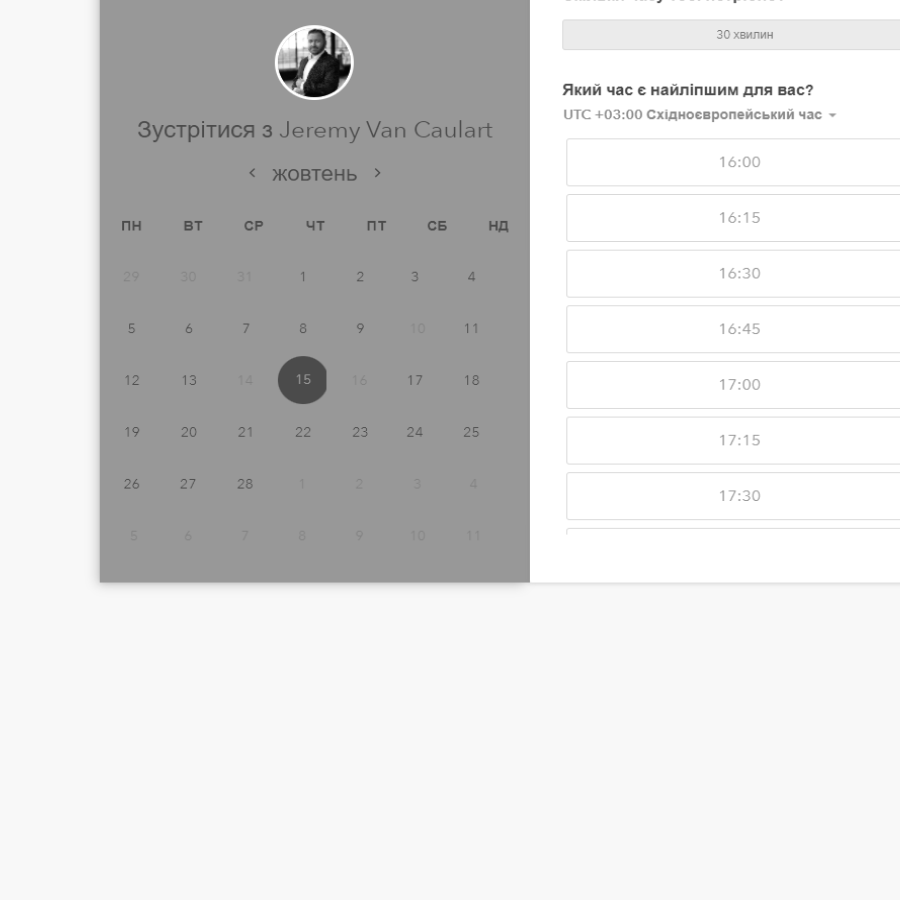 Зустрітися з Jeremy Van Caulart
жовтень
ПН ВТ СР ЧТ ПТ СБ НД
29 30 31 1 2 3 4
5 6 7 8 9 10 11
12 13 14 15 16 17 18
19 20 21 22 23 24 25
26 27 28 1 2 3 4
5 6 7 8 9 10 11
30 хвилин
Який час є найліпшим для вас?
UTC +03:00 Східноєвропейський час
16:00
16:15
16:30
16:45
17:00
17:15
17:30